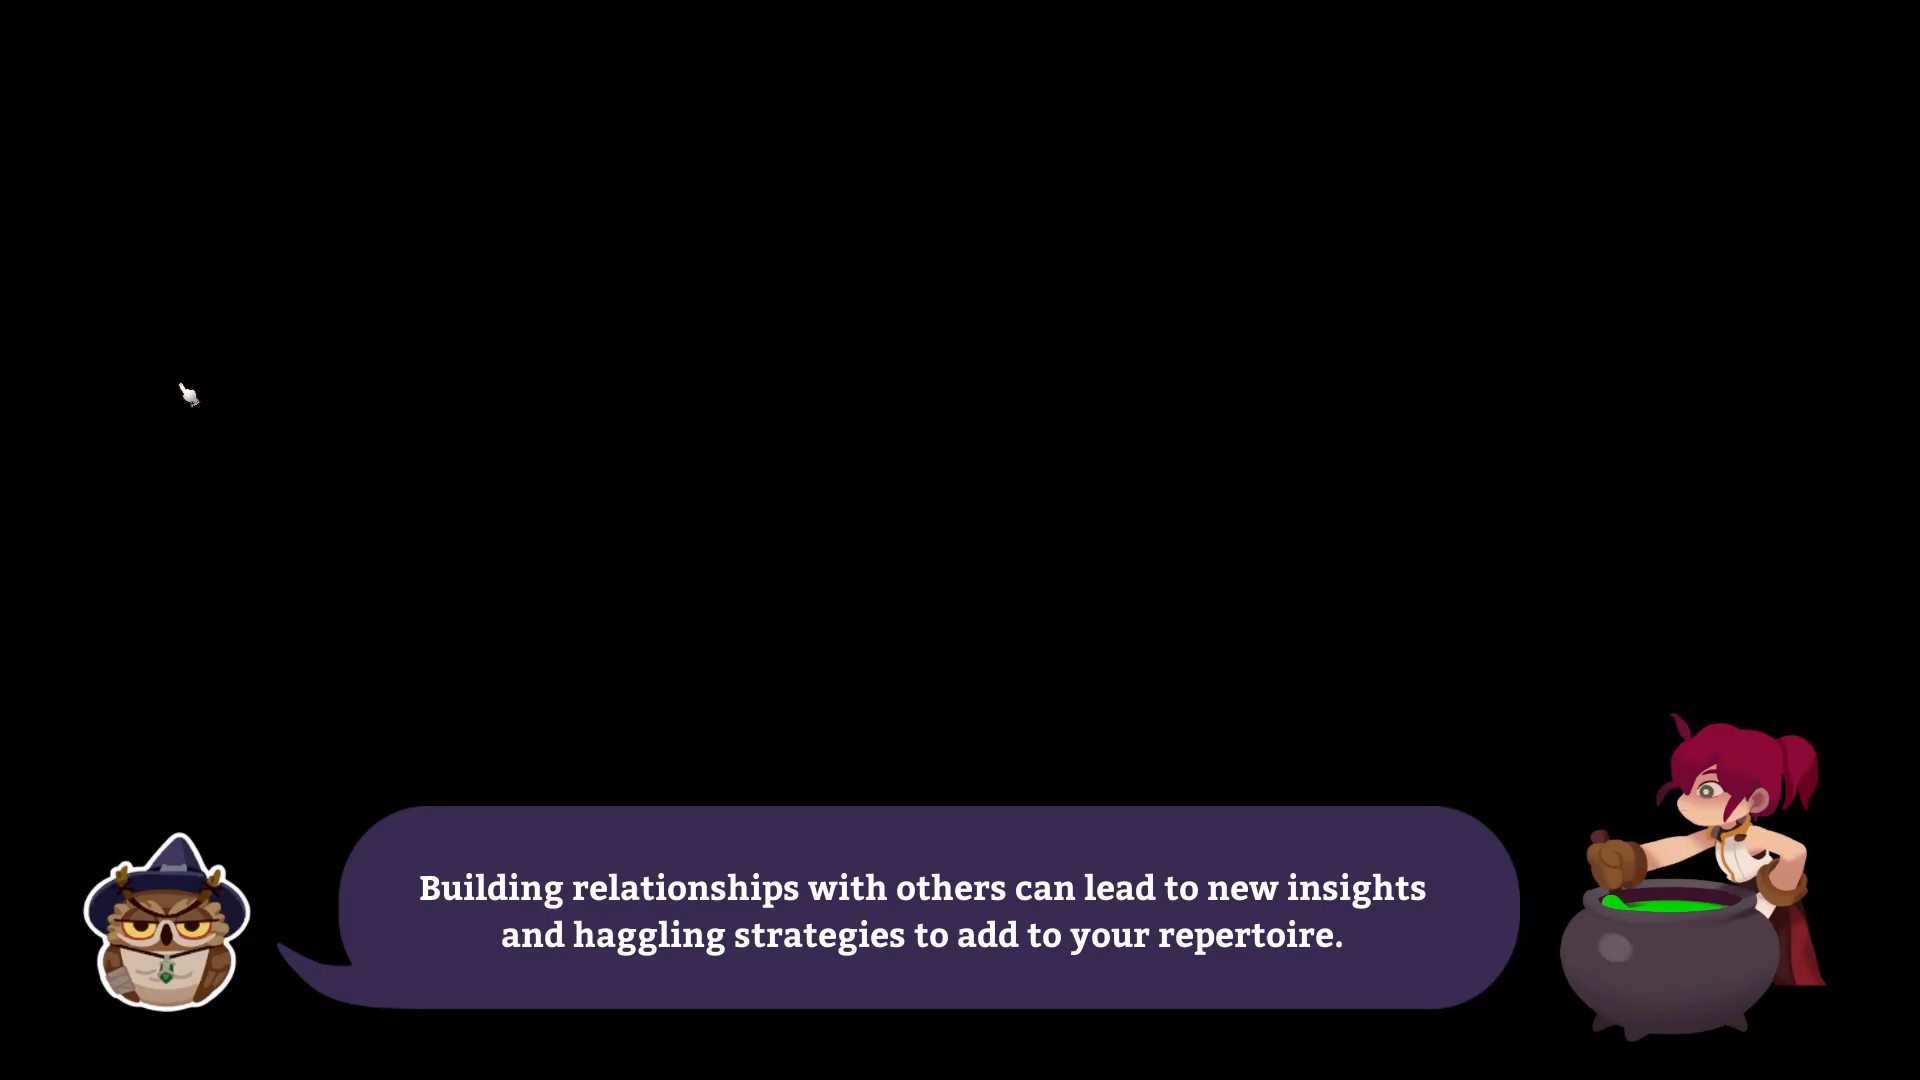 Building relationships with others can lead to new insights
and haggling strategies to add to your repertoire.